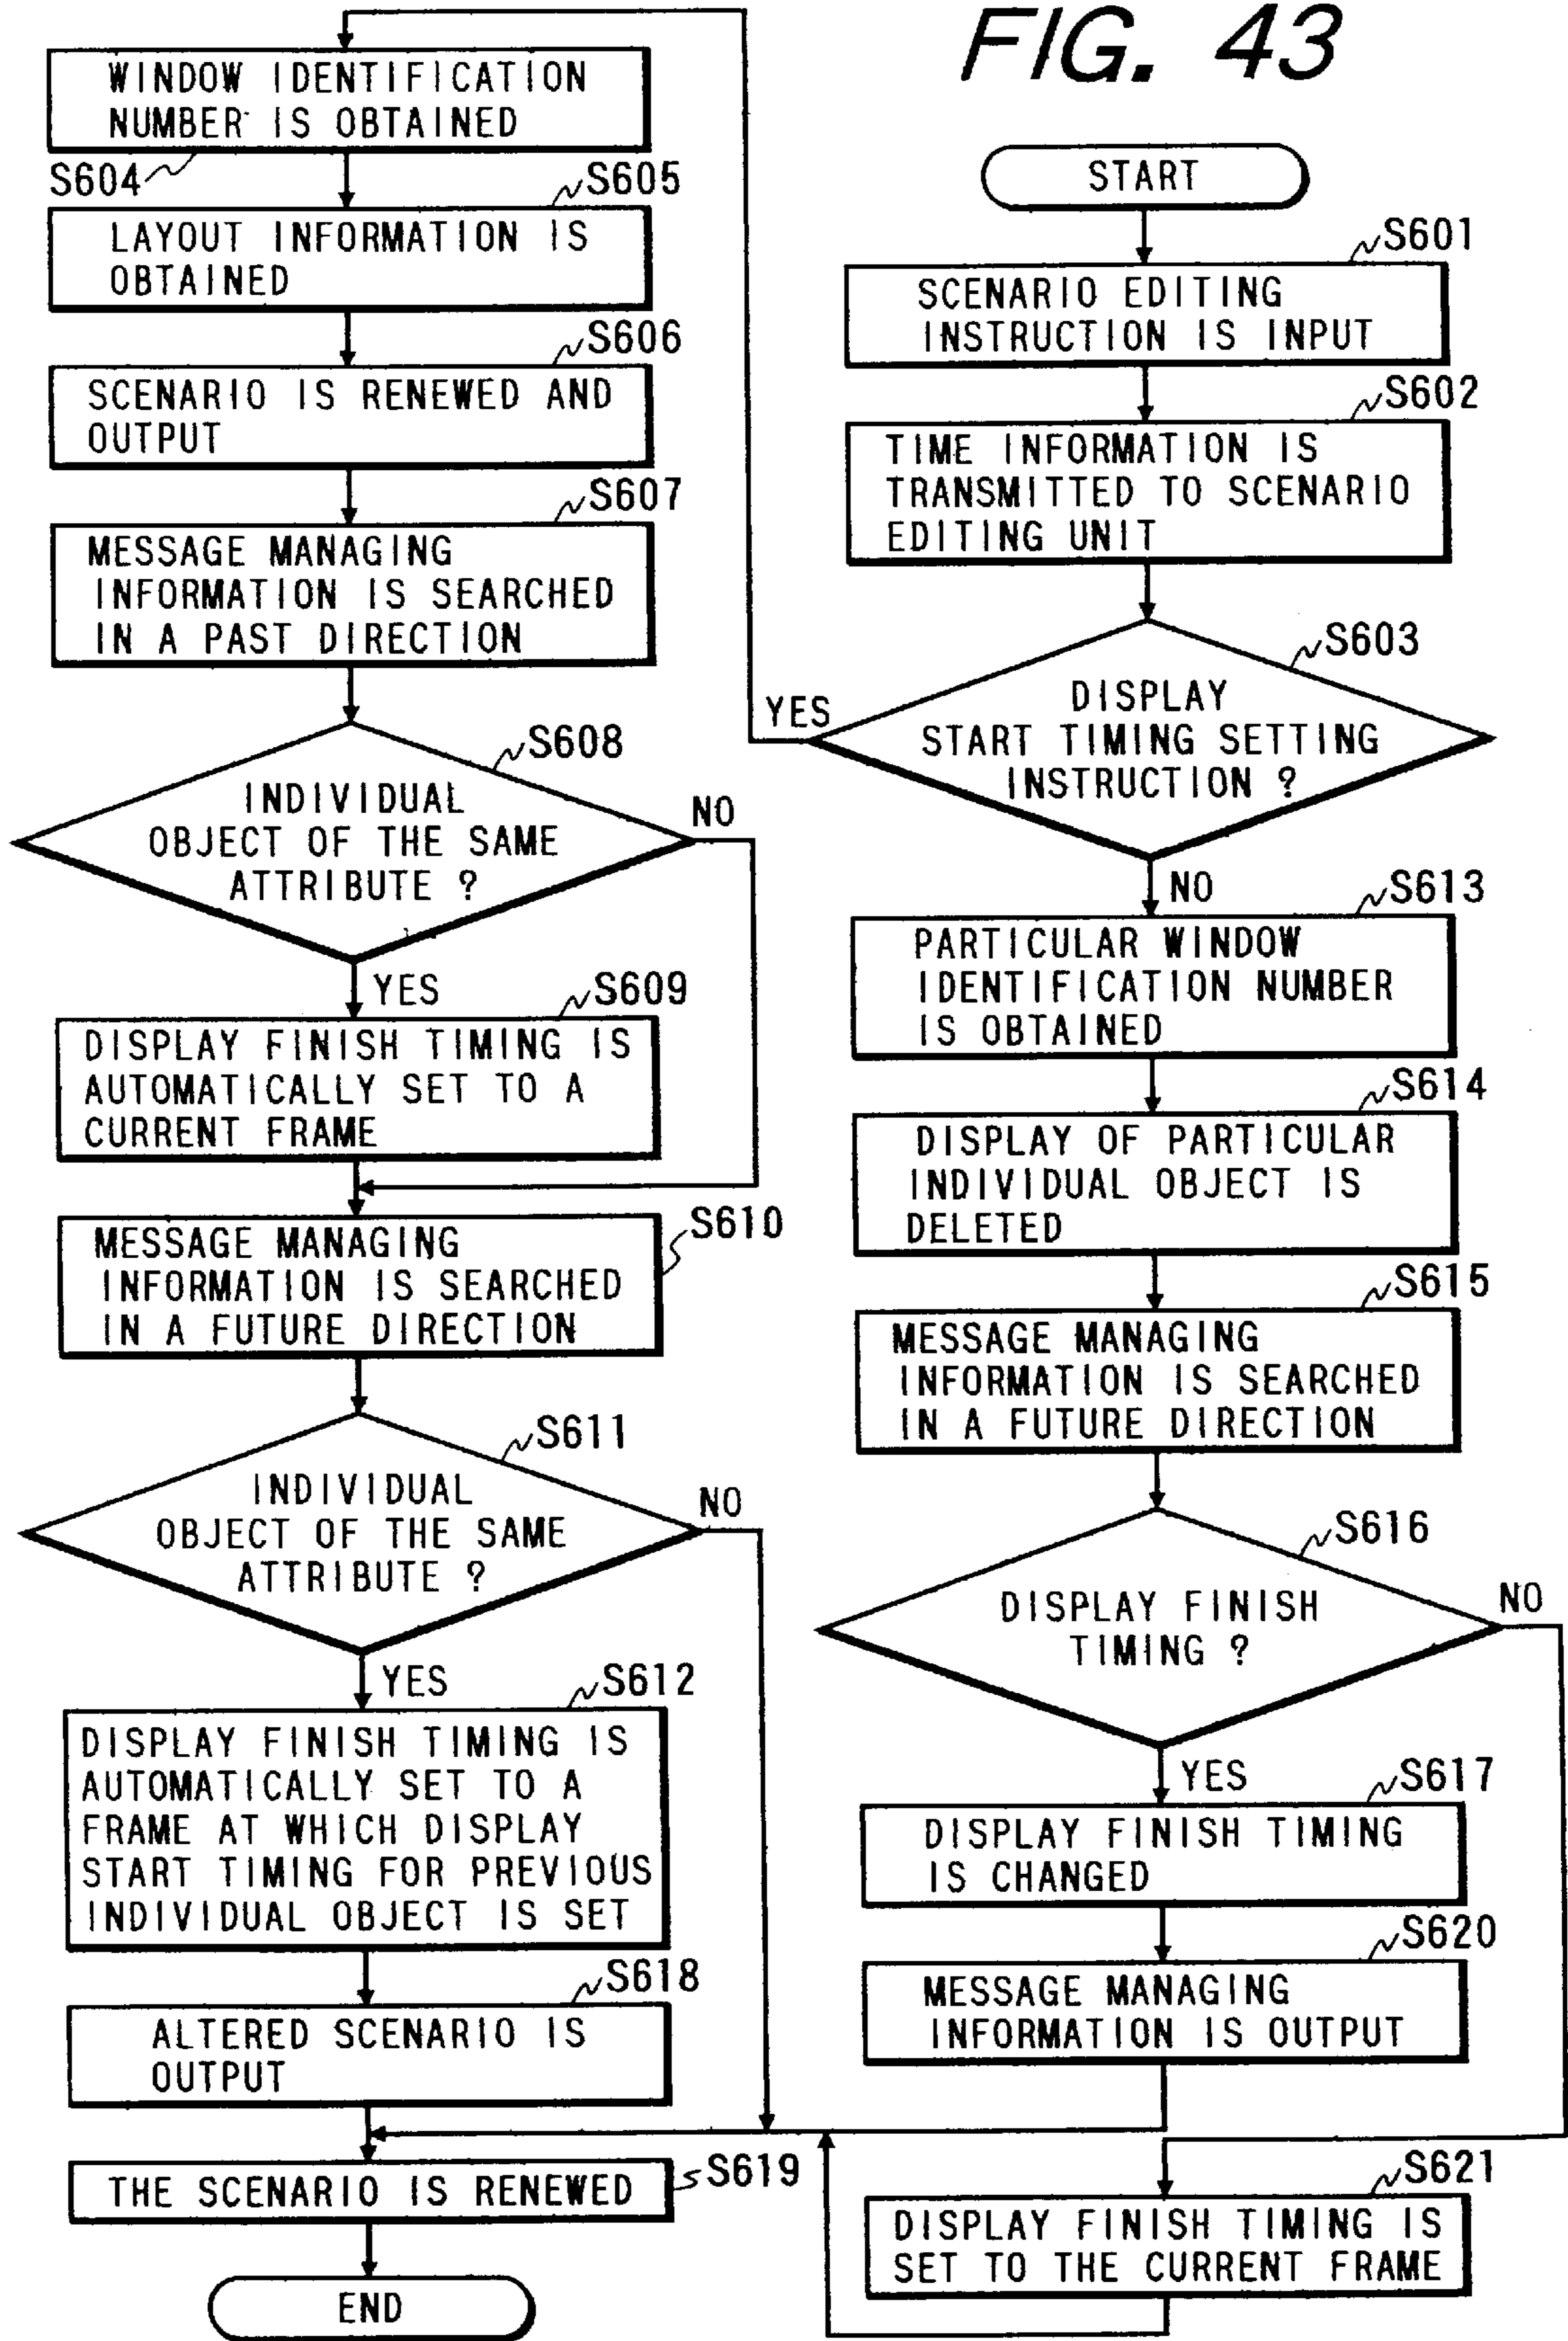 FIG. 43
START
S601
SCENARIO EDITING
INSTRUCTION IS INPUT
S602
TIME INFORMATION IS
TRANSMITTED TO SCENARIO
EDITING UNIT
S603
DISPLAY
START TIMING SETTING
INSTRUCTION ?
YES
NO
WINDOW IDENTIFICATION
NUMBER IS OBTAINED
S604
S605
LAYOUT INFORMATION IS
OBTAINED
S606
SCENARIO IS RENEWED AND
OUTPUT
S607
MESSAGE MANAGING
INFORMATION IS SEARCHED
IN A PAST DIRECTION
S608
INDIVIDUAL
OBJECT OF THE SAME
ATTRIBUTE ?
NO
YES
S609
DISPLAY FINISH TIMING IS
AUTOMATICALLY SET TO A
CURRENT FRAME
S610
MESSAGE MANAGING
INFORMATION IS SEARCHED
IN A FUTURE DIRECTION
S611
INDIVIDUAL
OBJECT OF THE SAME
ATTRIBUTE ?
NO
YES
S612
DISPLAY FINISH TIMING IS
AUTOMATICALLY SET TO A
FRAME AT WHICH DISPLAY
START TIMING FOR PREVIOUS
INDIVIDUAL OBJECT IS SET
S618
ALTERED SCENARIO IS
OUTPUT
S619
THE SCENARIO IS RENEWED
END
S613
PARTICULAR WINDOW
IDENTIFICATION NUMBER
IS OBTAINED
S614
DISPLAY OF PARTICULAR
INDIVIDUAL OBJECT IS
DELETED
S615
MESSAGE MANAGING
INFORMATION IS SEARCHED
IN A FUTURE DIRECTION
S616
DISPLAY FINISH
TIMING ?
NO
YES
S617
DISPLAY FINISH TIMING
IS CHANGED
S620
MESSAGE MANAGING
INFORMATION IS OUTPUT
S621
DISPLAY FINISH TIMING IS
SET TO THE CURRENT FRAME